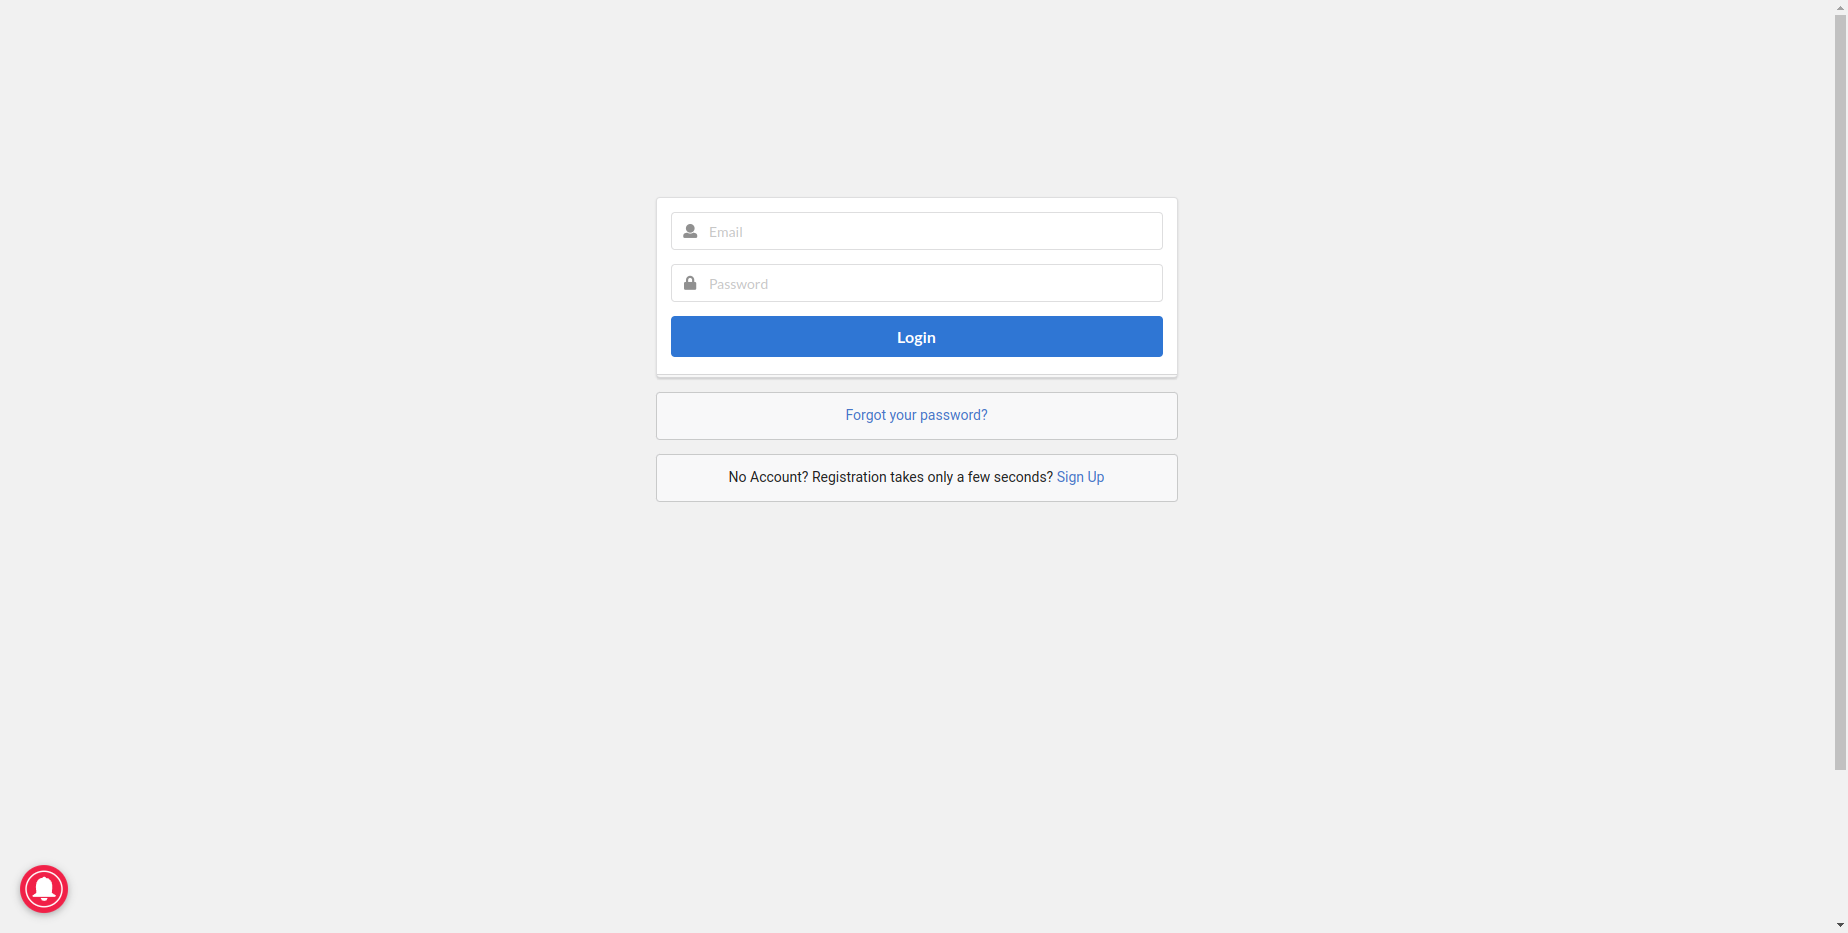 Email
Password
Login
Forgot your password?
No Account? Registration takes only a few seconds? Sign Up